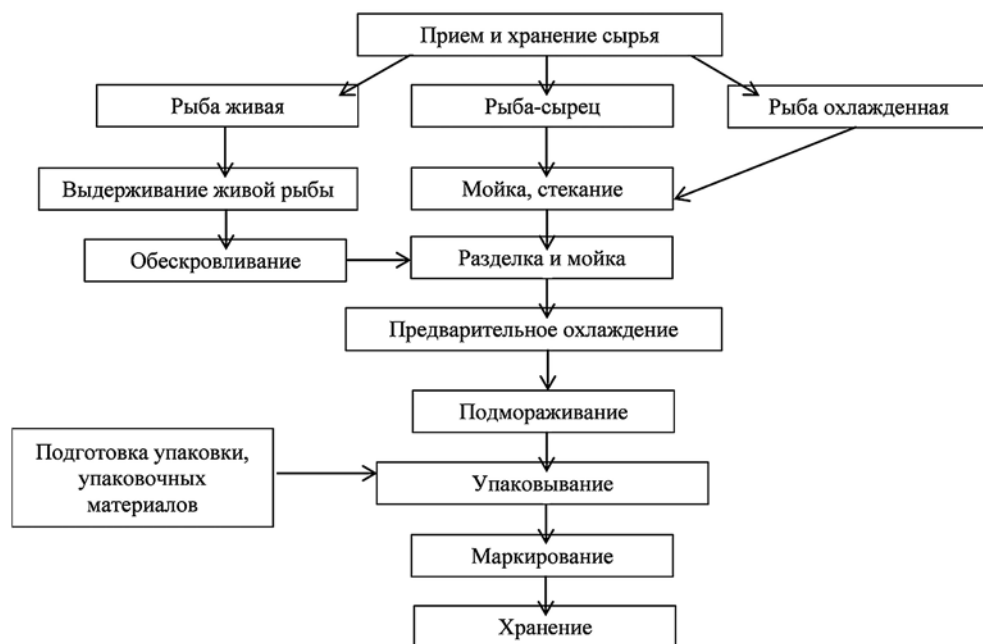 Прием и хранение сырья
Рыба живая
Рыба-сырец
Рыба охлажденная
Выдерживание живой рыбы
Мойка, стекание
Обескровливание
Разделка и мойка
Предварительное охлаждение
Подмораживание
Подготовка упаковки,
упаковочных
материалов
Упаковывание
Маркирование
Хранение